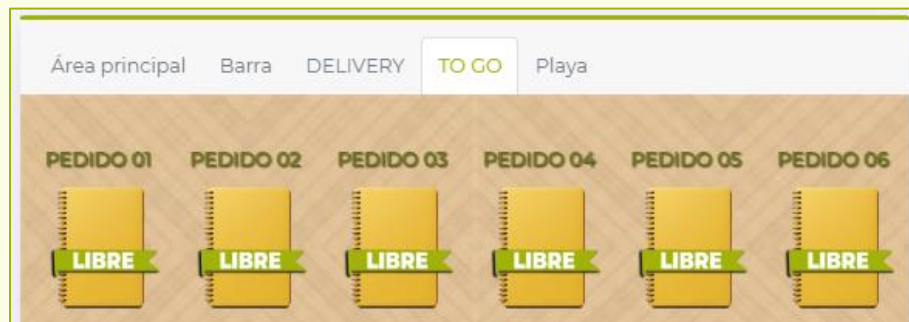 Área principal Barra DELIVERY TO GO Playa
PEDIDO 01 PEDIDO 02 PEDIDO 03 PEDIDO 04 PEDIDO 05 PEDIDO 06
LIBRE LIBRE LIBRE LIBRE LIBRE LIBRE